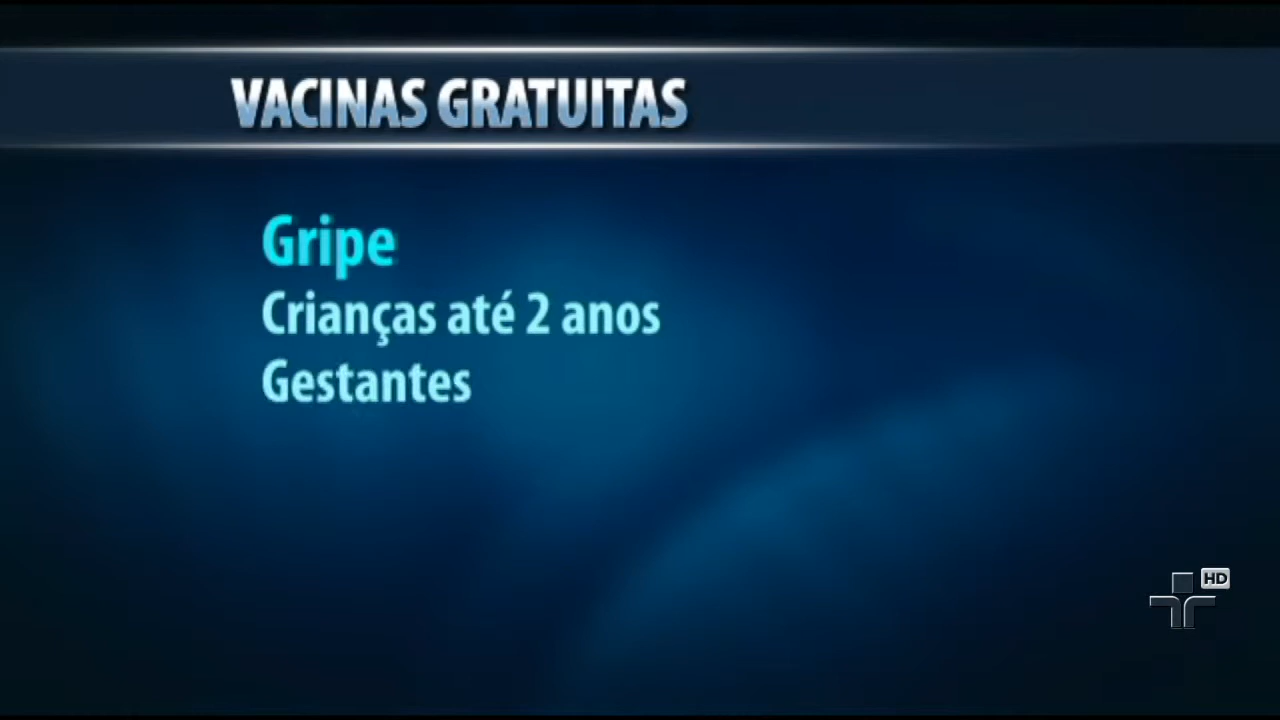 VACINAS GRATUITAS
Gripe
Crianças até 2 anos
Gestantes
HD